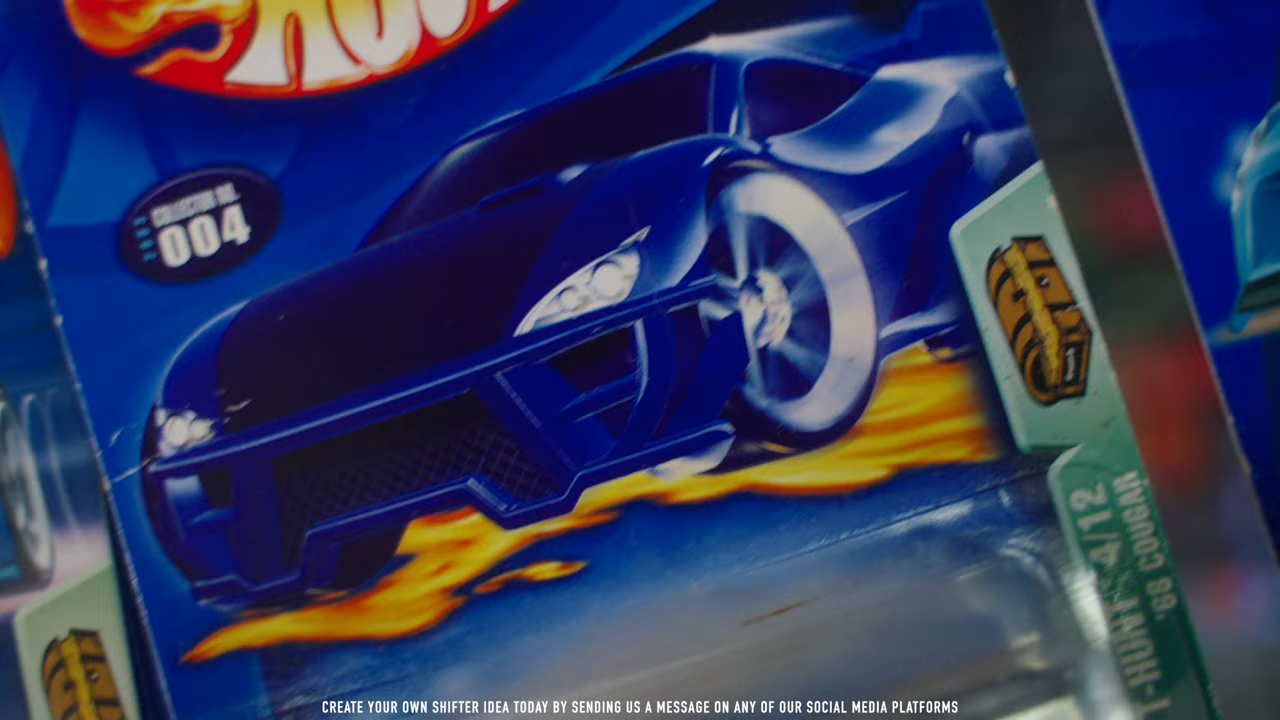 HOT
COLLECTOR NO.
004
T-HUNT 4/12
'68 COUGAR
CREATE YOUR OWN SHIFTER IDEA TODAY BY SENDING US A MESSAGE ON ANY OF OUR SOCIAL MEDIA PLATFORMS